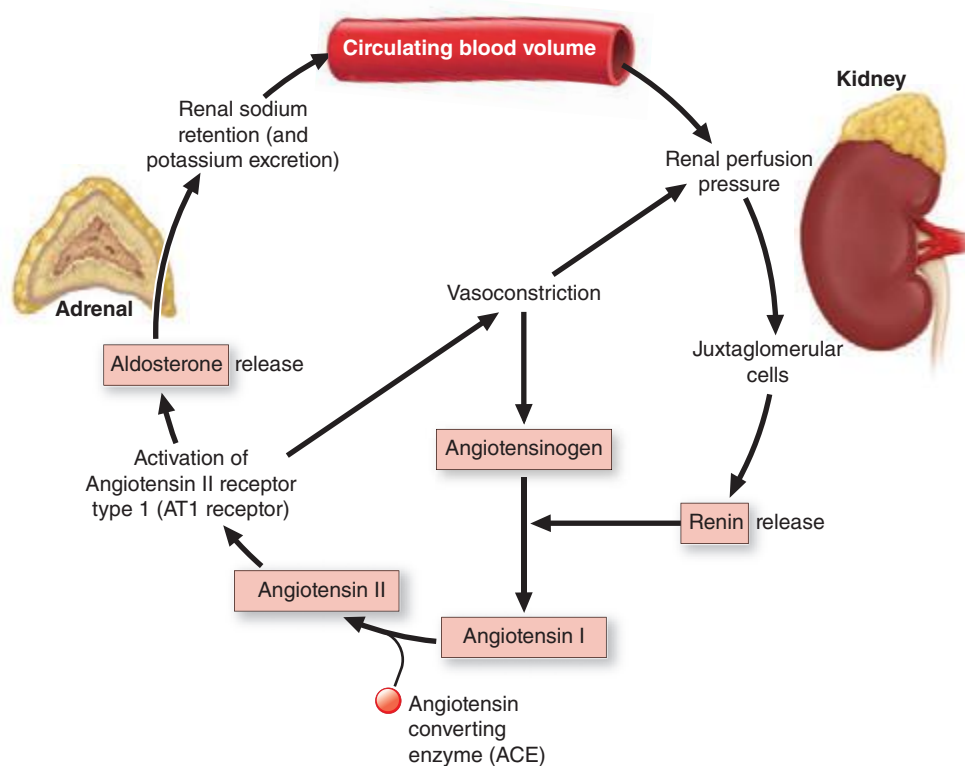 Circulating blood volume
Kidney
Renal sodium
retention (and
potassium excretion)
Renal perfusion
pressure
Adrenal
Vasoconstriction
Juxtaglomerular
cells
Aldosterone release
Angiotensinogen
Activation of
Angiotensin II receptor
type 1 (AT1 receptor)
Renin release
Angiotensin II
Angiotensin I
Angiotensin
converting
enzyme (ACE)